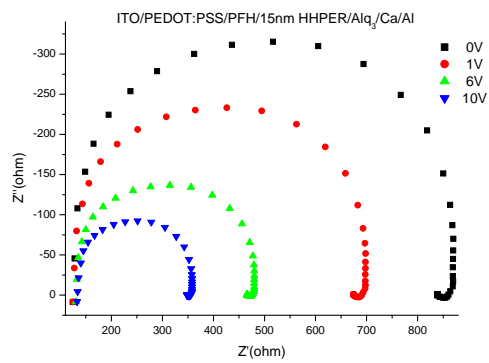 ITO/PEDOT:PSS/PFH/15nm HHPER/Alq₃/Ca/Al
0V
1V
6V
10V
-300
-250
-200
-150
-100
-50
0
Z''(ohm)
200 300 400 500 600 700 800
Z'(ohm)